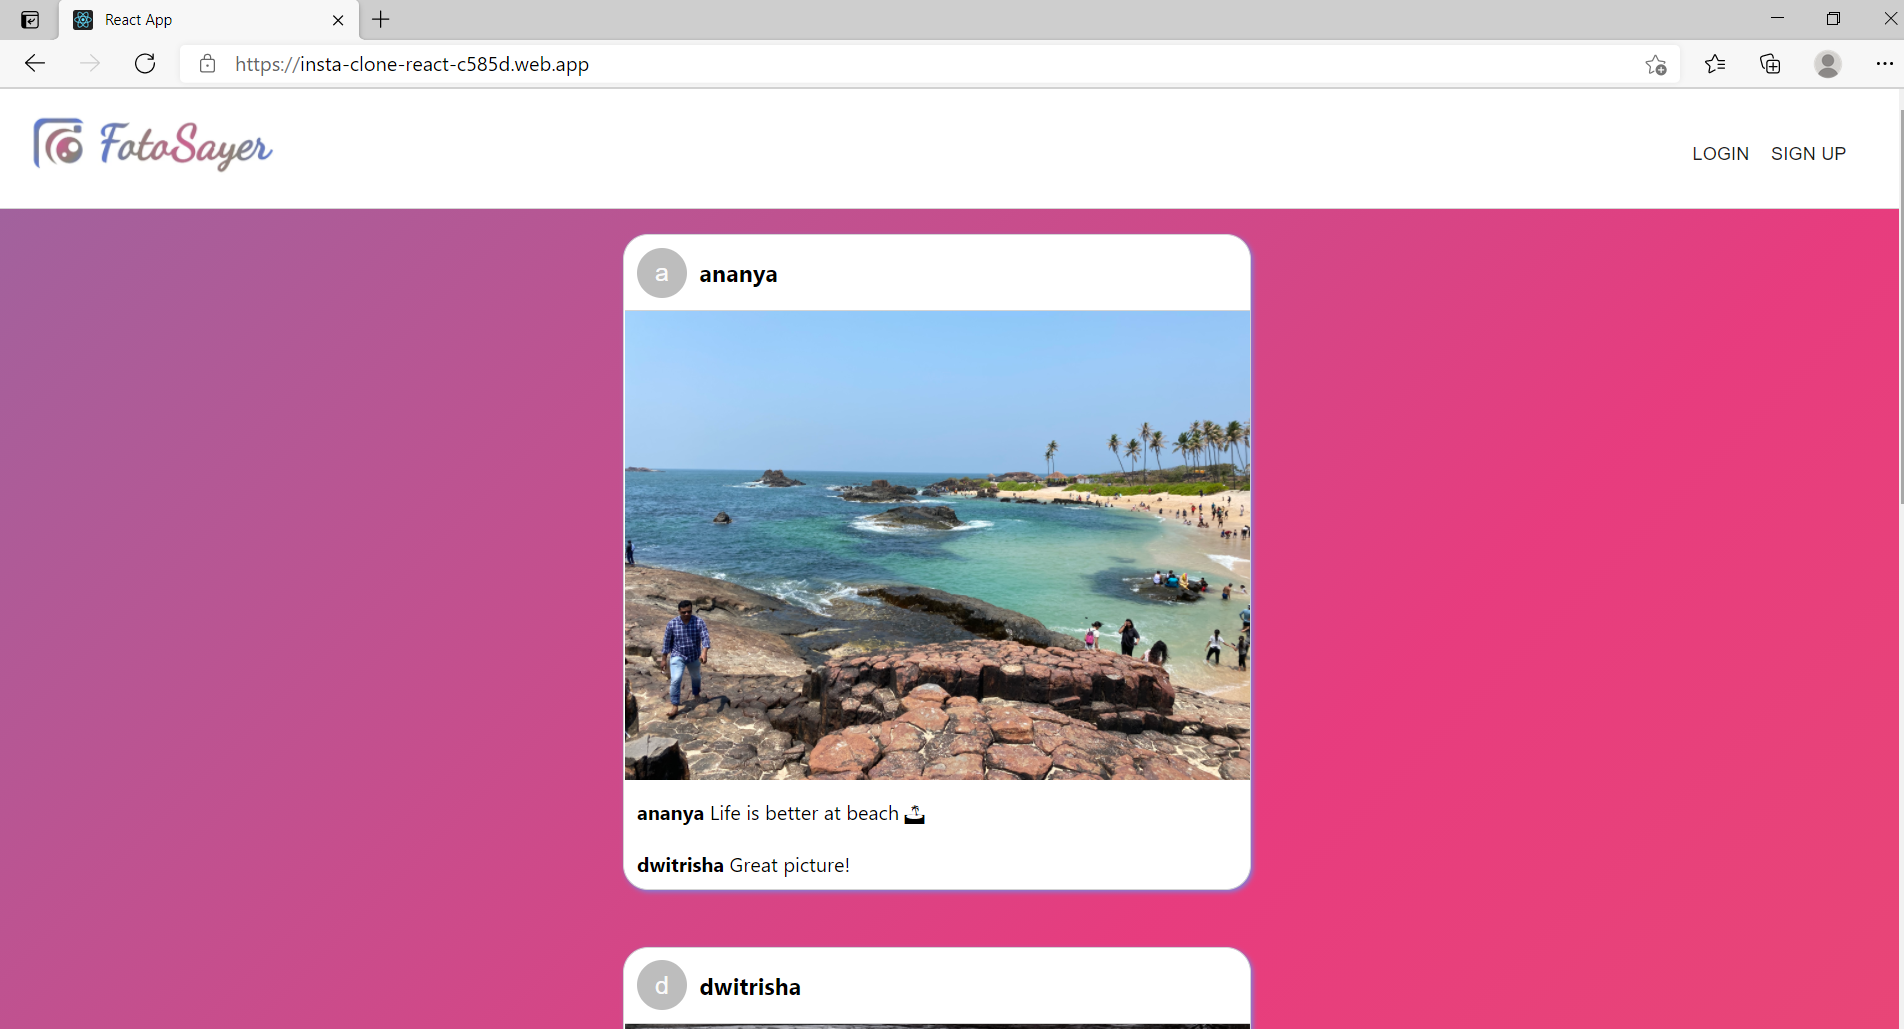 React App
https://insta-clone-react-c585d.web.app
FotoSayer
LOGIN SIGN UP
a ananya
ananya Life is better at beach 🏝
dwitrisha Great picture!
d dwitrisha